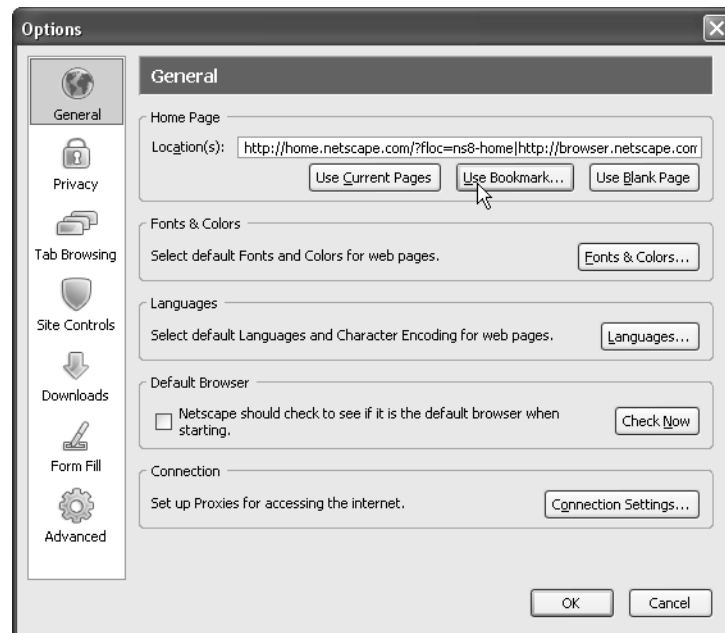 Options
General
Privacy
Tab Browsing
Site Controls
Downloads
Form Fill
Advanced
General
Home Page
Location(s): http://home.netscape.com/?floc=ns8-home|http://browser.netscape.com
Use Current Pages Use Bookmark... Use Blank Page
Fonts & Colors
Select default Fonts and Colors for web pages. Fonts & Colors...
Languages
Select default Languages and Character Encoding for web pages. Languages...
Default Browser
Netscape should check to see if it is the default browser when
starting.
Check Now
Connection
Set up Proxies for accessing the internet. Connection Settings...
OK Cancel